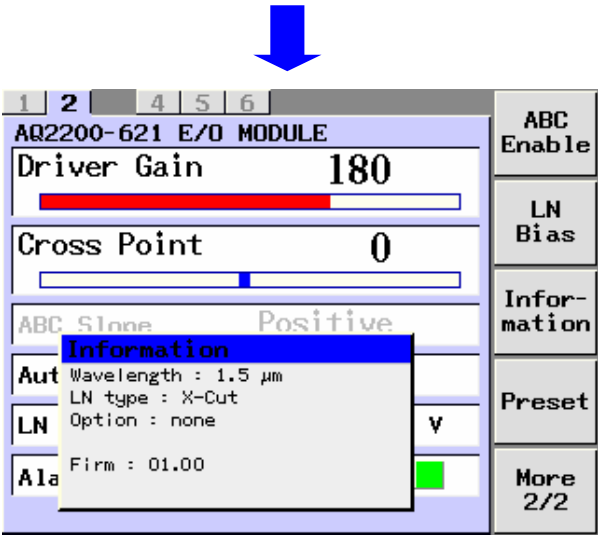 1 2 4 5 6
AQ2200-621 E/O MODULE
Driver Gain 180
Cross Point 0
ABC Slope Positive
Information
Wavelength : 1.5 μm
LN type : X-Cut
Option : none
Firm : 01.00
Aut
LN V
Ala
ABC
Enable
LN
Bias
Infor-
mation
Preset
More
2/2